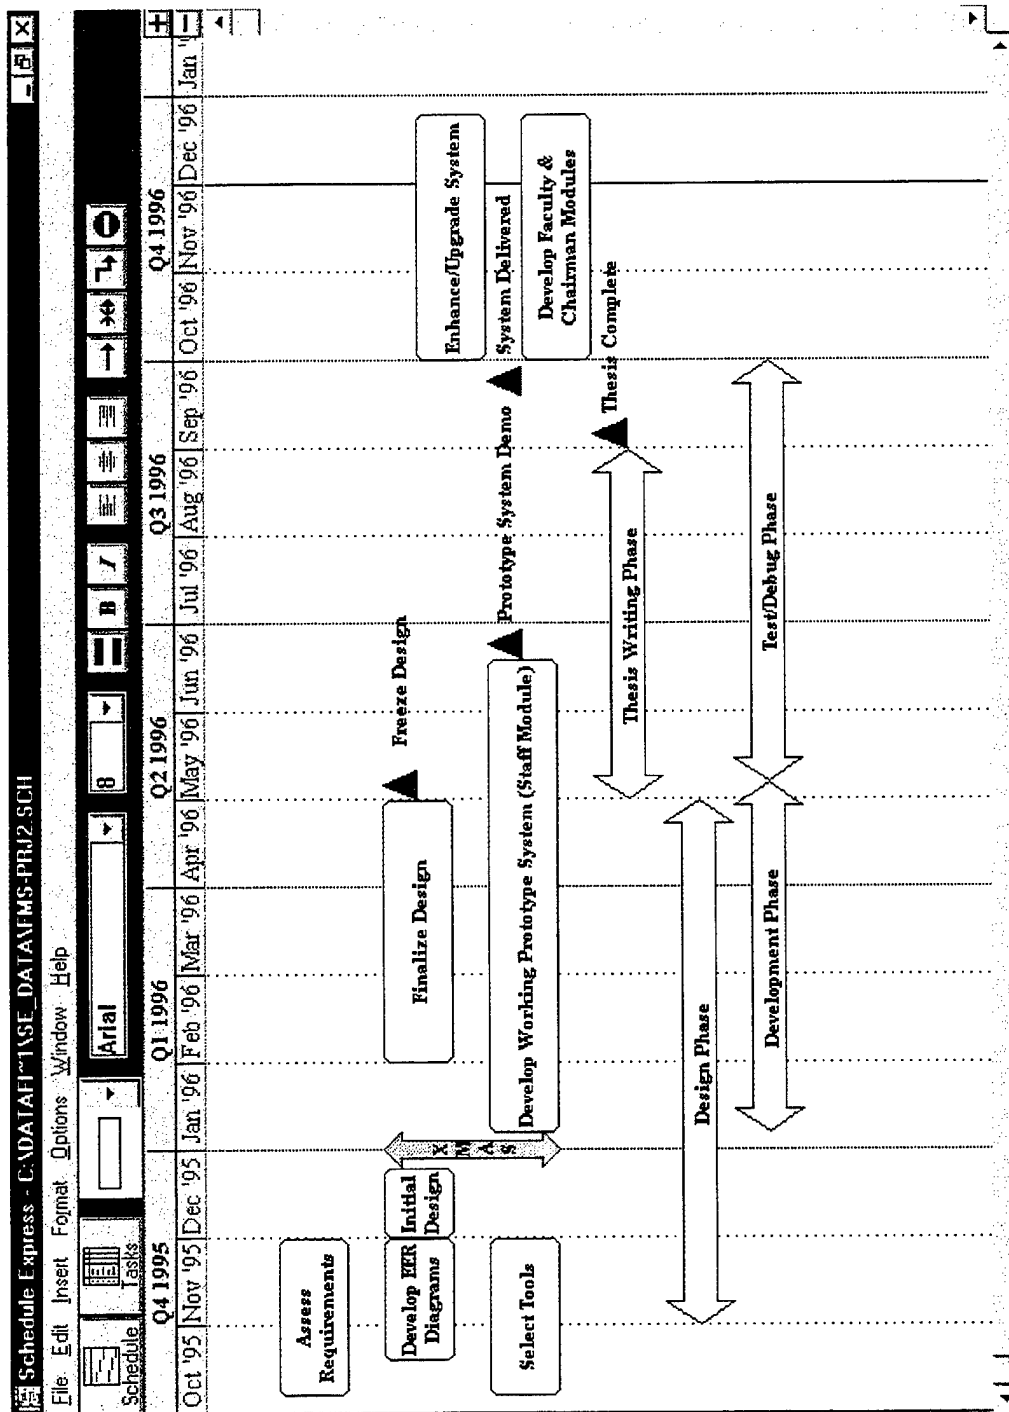 Schedule Express - C:\DATAFI~1\SE_DATA\FMS-PRJ2.SCH
File Edit Insert Format Options Window Help
Schedule
Tasks
Arial
8
B I
Q4 1995 Q1 1996 Q2 1996 Q3 1996 Q4 1996
Oct '95 Nov '95 Dec '95 Jan '96 Feb '96 Mar '96 Apr '96 May '96 Jun '96 Jul '96 Aug '96 Sep '96 Oct '96 Nov '96 Dec '96 Jan '
Assess
Requirements
Develop EER
Diagrams
Initial
Design
XMAS
Finalize Design
Freeze Design
Enhance/Upgrade System
Select Tools
Develop Working Prototype System (Staff Module)
Prototype System Demo
System Delivered
Develop Faculty &
Chairman Modules
Thesis Writing Phase
Thesis Complete
Design Phase
Development Phase
Test/Debug Phase